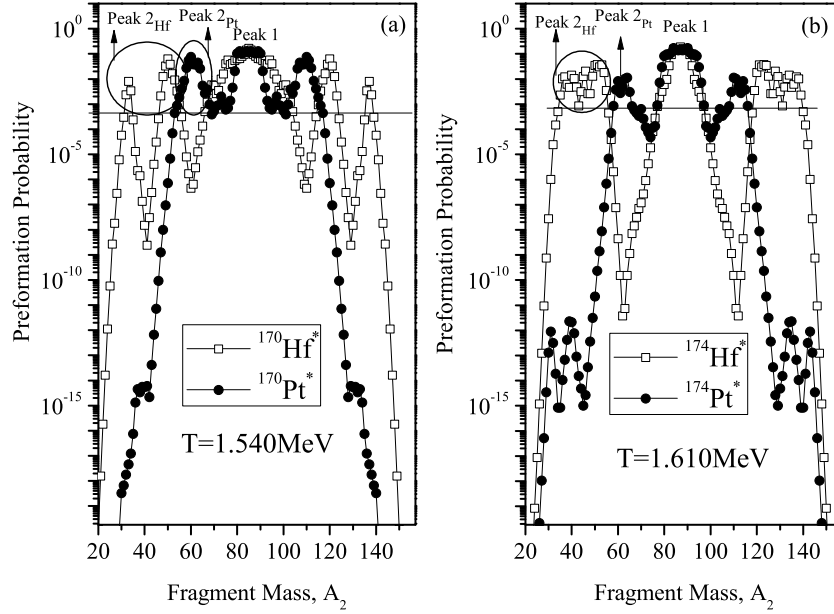 Peak 2Hf Peak 2Pt Peak 1 (a)
10^0
10^-5
10^-10
10^-15
Preformation Probability
170Hf*
170Pt*
T=1.540MeV
20 40 60 80 100 120 140
Fragment Mass, A2
Peak 2Hf Peak 2Pt Peak 1 (b)
10^0
10^-5
10^-10
10^-15
Preformation Probability
174Hf*
174Pt*
T=1.610MeV
20 40 60 80 100 120 140
Fragment Mass, A2